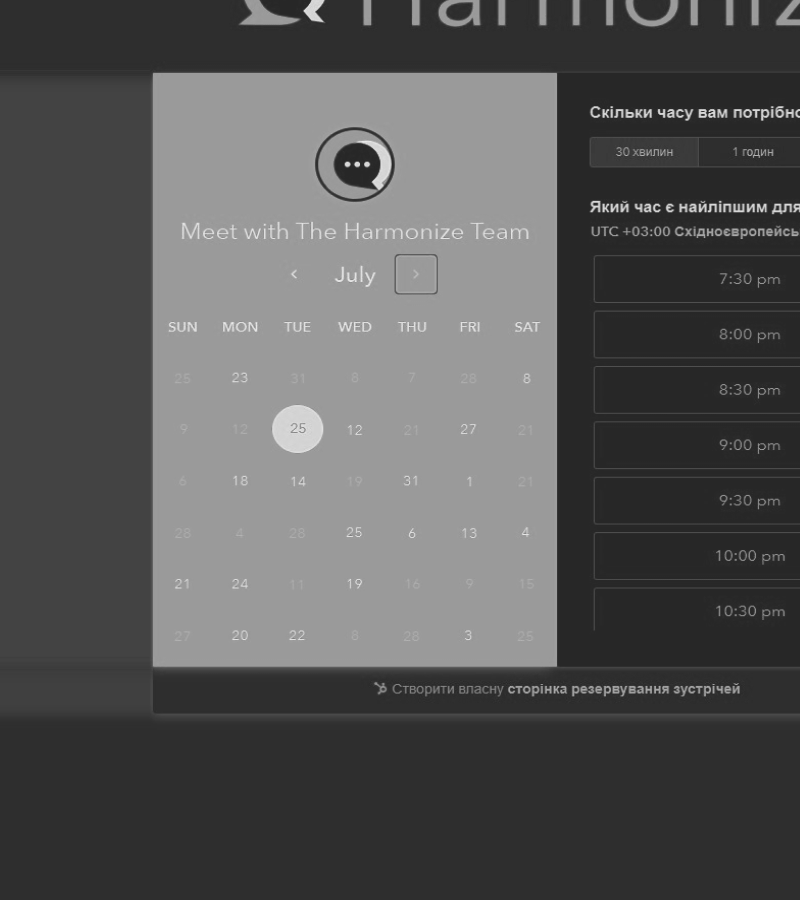 Harmoniz
Meet with The Harmonize Team
July
SUN MON TUE WED THU FRI SAT
25 23 31 8 7 28 8
9 12 25 12 21 27 21
6 18 14 19 31 1 21
28 4 28 25 6 13 4
21 24 11 19 16 9 15
27 20 22 8 28 3 25
Скільки часу вам потрібно
30 хвилин 1 годин
Який час є найліпшим для
UTC +03:00 Східноєвропейсь
7:30 pm
8:00 pm
8:30 pm
9:00 pm
9:30 pm
10:00 pm
10:30 pm
Створити власну сторінка резервування зустрічей